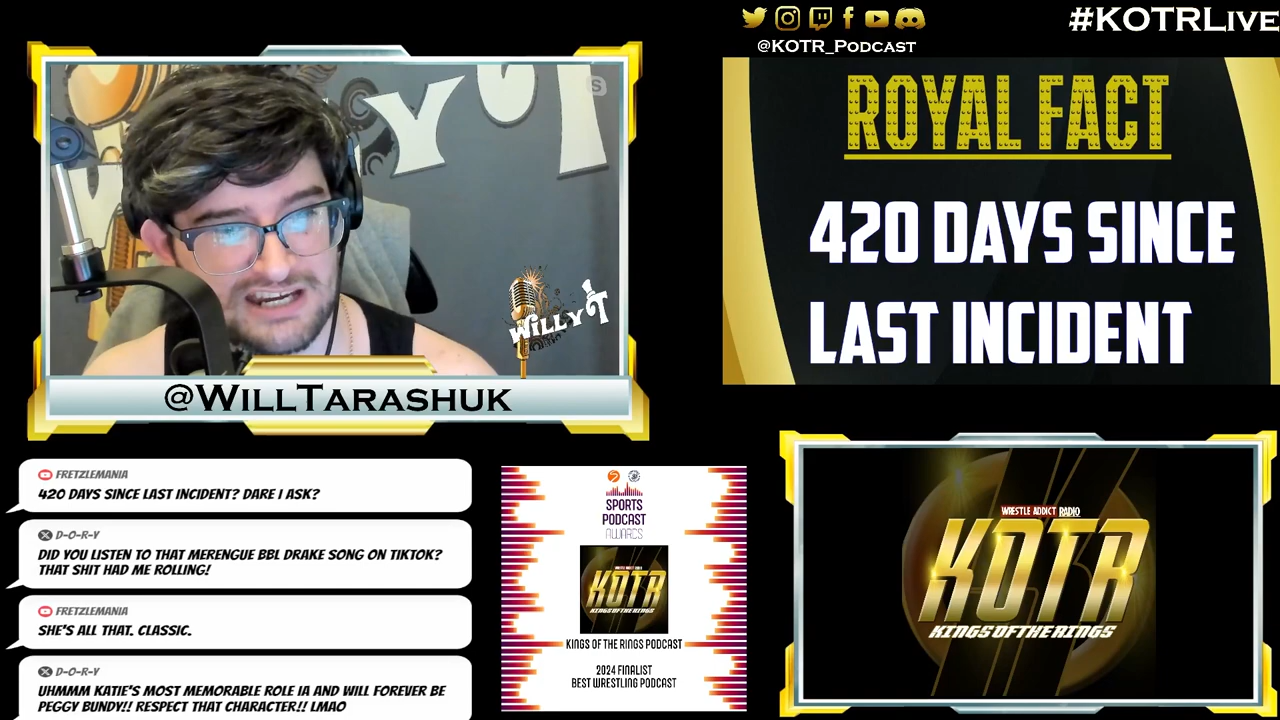 #KOTRLive
@KOTR_Podcast
ROYAL FACT
420 DAYS SINCE
LAST INCIDENT
Y T
S
WILLY T
@WILLTARASHUK
FRETZLEMANIA
420 DAYS SINCE LAST INCIDENT? DARE I ASK?
D-O-R-Y
DID YOU LISTEN TO THAT MERENGUE BBL DRAKE SONG ON TIKTOK?
THAT SHIT HAD ME ROLLING!
FRETZLEMANIA
SHE'S ALL THAT. CLASSIC.
D-O-R-Y
UHMMM KATIE'S MOST MEMORABLE ROLE IA AND WILL FOREVER BE
PEGGY BUNDY!! RESPECT THAT CHARACTER!! LMAO
SPORTS
PODCAST
AWARDS
WRESTLE ADDICT RADIO
KOTR
KINGS OF THE RINGS
KINGS OF THE RINGS PODCAST
2024 FINALIST
BEST WRESTLING PODCAST
WRESTLE ADDICT RADIO
KOTR
KINGS OF THE RINGS